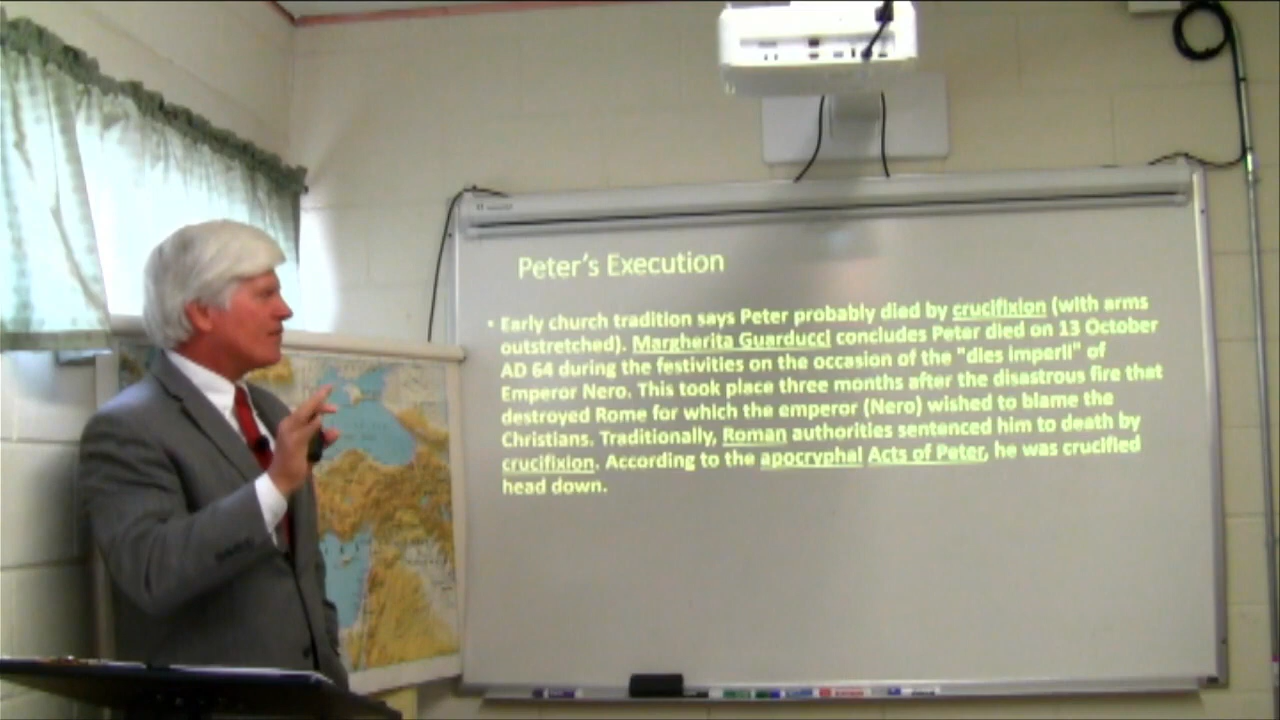 Peter's Execution
• Early church tradition says Peter probably died by crucifixion (with arms
outstretched). Margherita Guarducci concludes Peter died on 13 October
AD 64 during the festivities on the occasion of the "dies imperii" of
Emperor Nero. This took place three months after the disastrous fire that
destroyed Rome for which the emperor (Nero) wished to blame the
Christians. Traditionally, Roman authorities sentenced him to death by
crucifixion. According to the apocryphal Acts of Peter, he was crucified
head down.